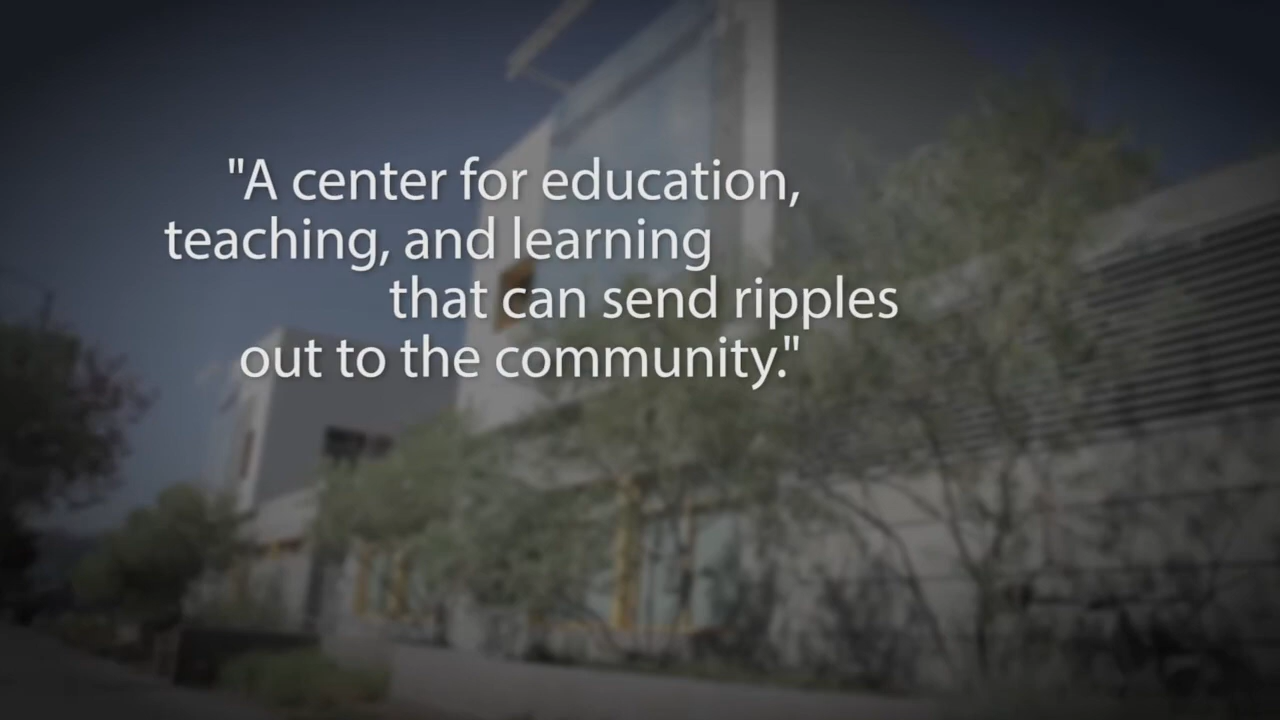 "A center for education,
teaching, and learning
that can send ripples
out to the community."